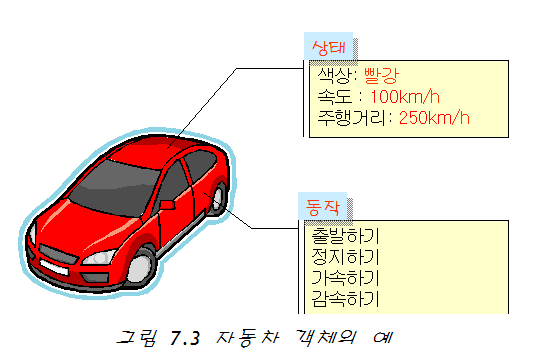 상태
색상: 빨강
속도 : 100km/h
주행거리: 250km/h
동작
출발하기
정지하기
가속하기
감속하기
그림 7.3 자동차 객체의 예